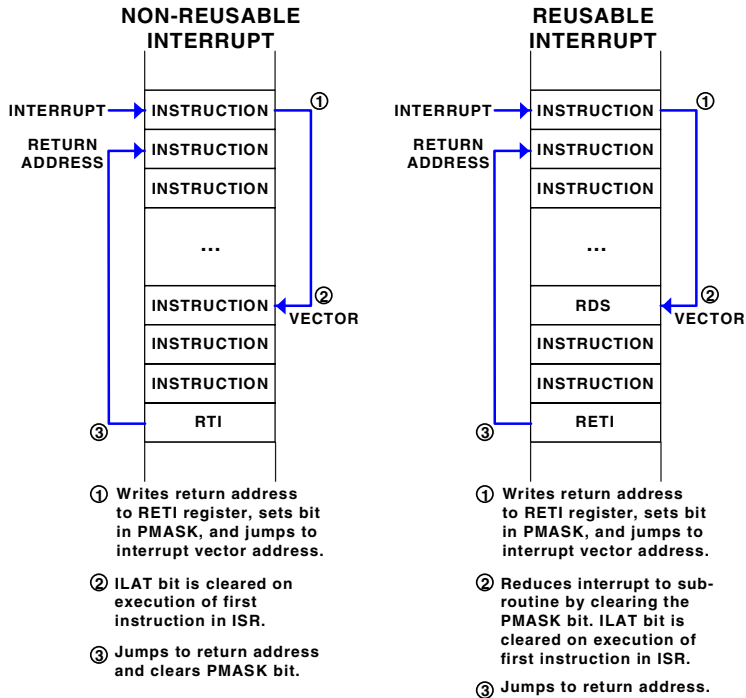 NON-REUSABLE
INTERRUPT
INTERRUPT
INSTRUCTION
①
RETURN
ADDRESS
INSTRUCTION
INSTRUCTION
...
INSTRUCTION
②
VECTOR
INSTRUCTION
INSTRUCTION
③
RTI
① Writes return address
to RETI register, sets bit
in PMASK, and jumps to
interrupt vector address.
② ILAT bit is cleared on
execution of first
instruction in ISR.
③ Jumps to return address
and clears PMASK bit.
REUSABLE
INTERRUPT
INTERRUPT
INSTRUCTION
①
RETURN
ADDRESS
INSTRUCTION
INSTRUCTION
...
RDS
②
VECTOR
INSTRUCTION
INSTRUCTION
③
RETI
① Writes return address
to RETI register, sets bit
in PMASK, and jumps to
interrupt vector address.
② Reduces interrupt to sub-
routine by clearing the
PMASK bit. ILAT bit is
cleared on execution of
first instruction in ISR.
③ Jumps to return address.